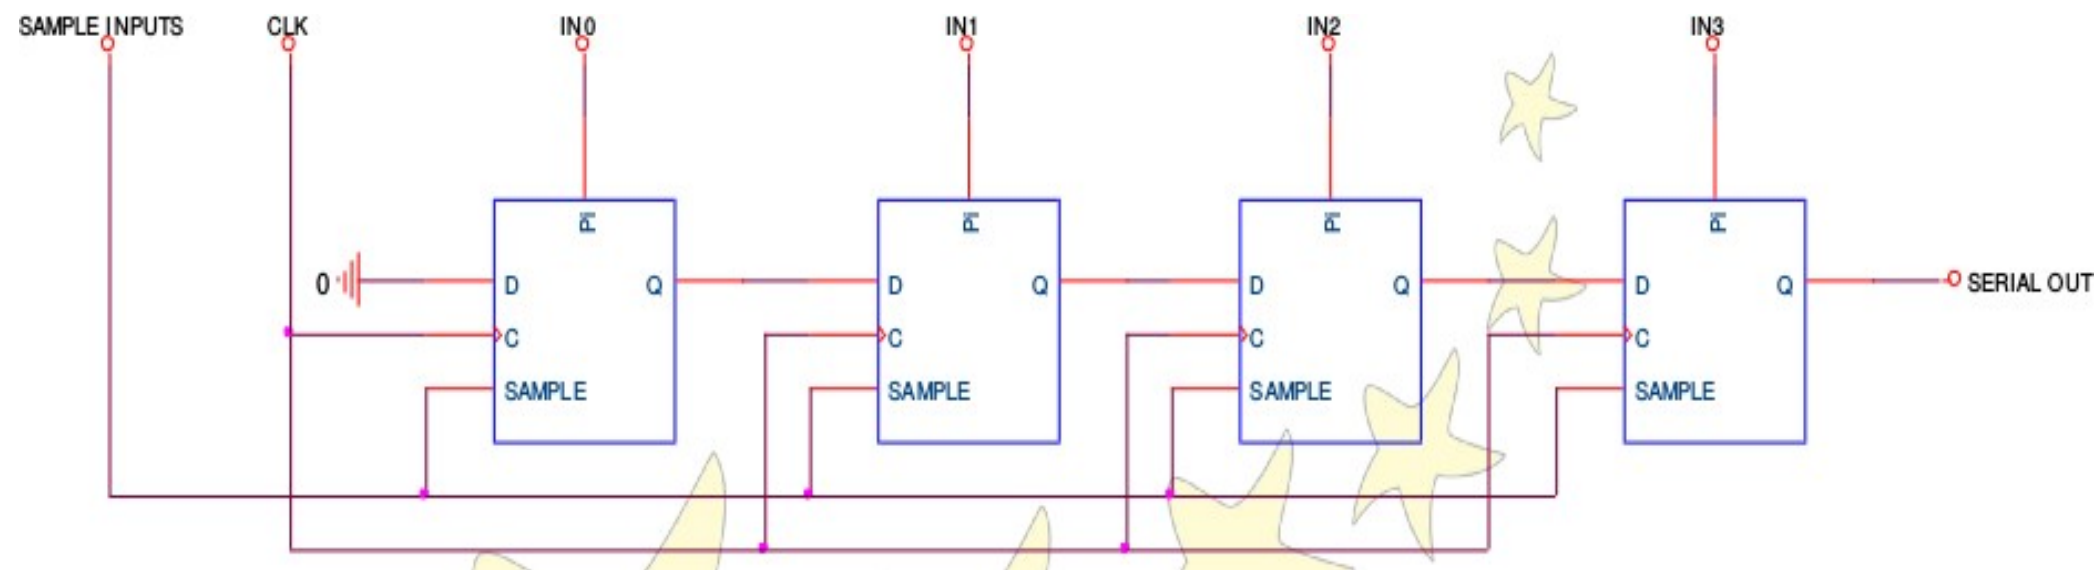 SAMPLE INPUTS CLK IN0 IN1 IN2 IN3
Pi Pi Pi Pi
0 D Q D Q D Q D Q SERIAL OUT
C C C C
SAMPLE SAMPLE SAMPLE SAMPLE